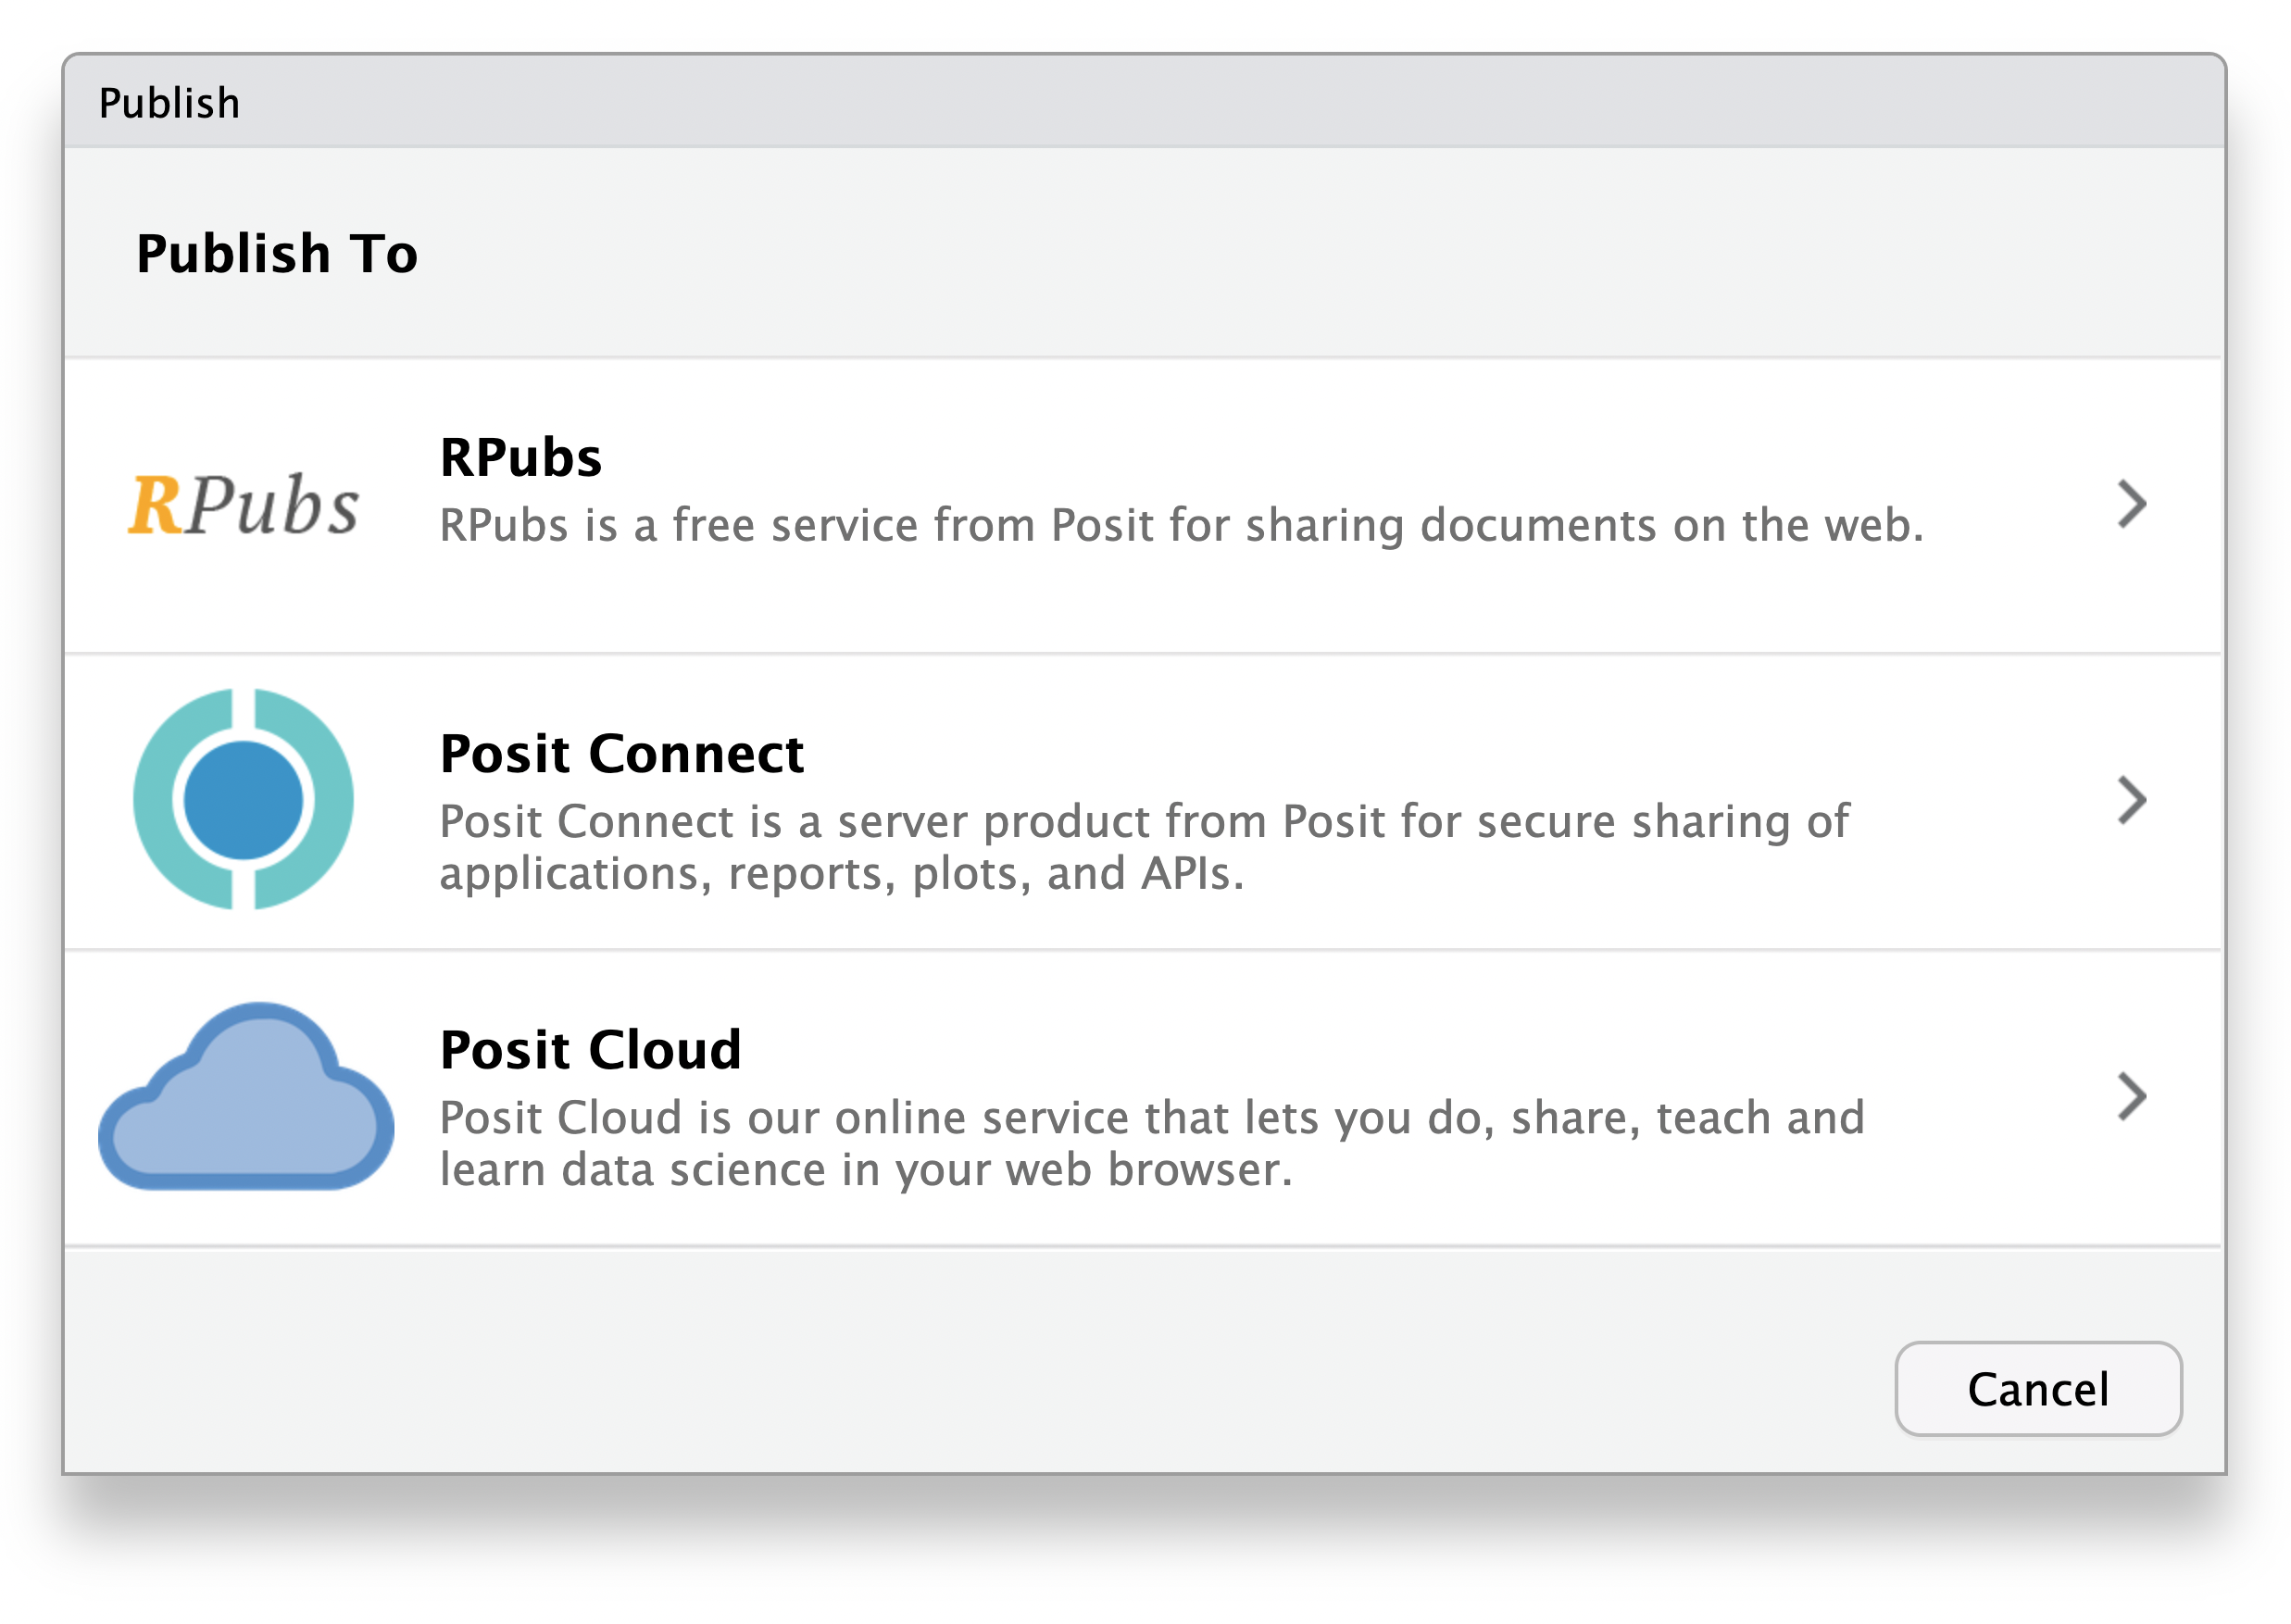 Publish
Publish To
RPubs
RPubs
RPubs is a free service from Posit for sharing documents on the web.
Posit Connect
Posit Connect is a server product from Posit for secure sharing of
applications, reports, plots, and APIs.
Posit Cloud
Posit Cloud is our online service that lets you do, share, teach and
learn data science in your web browser.
Cancel